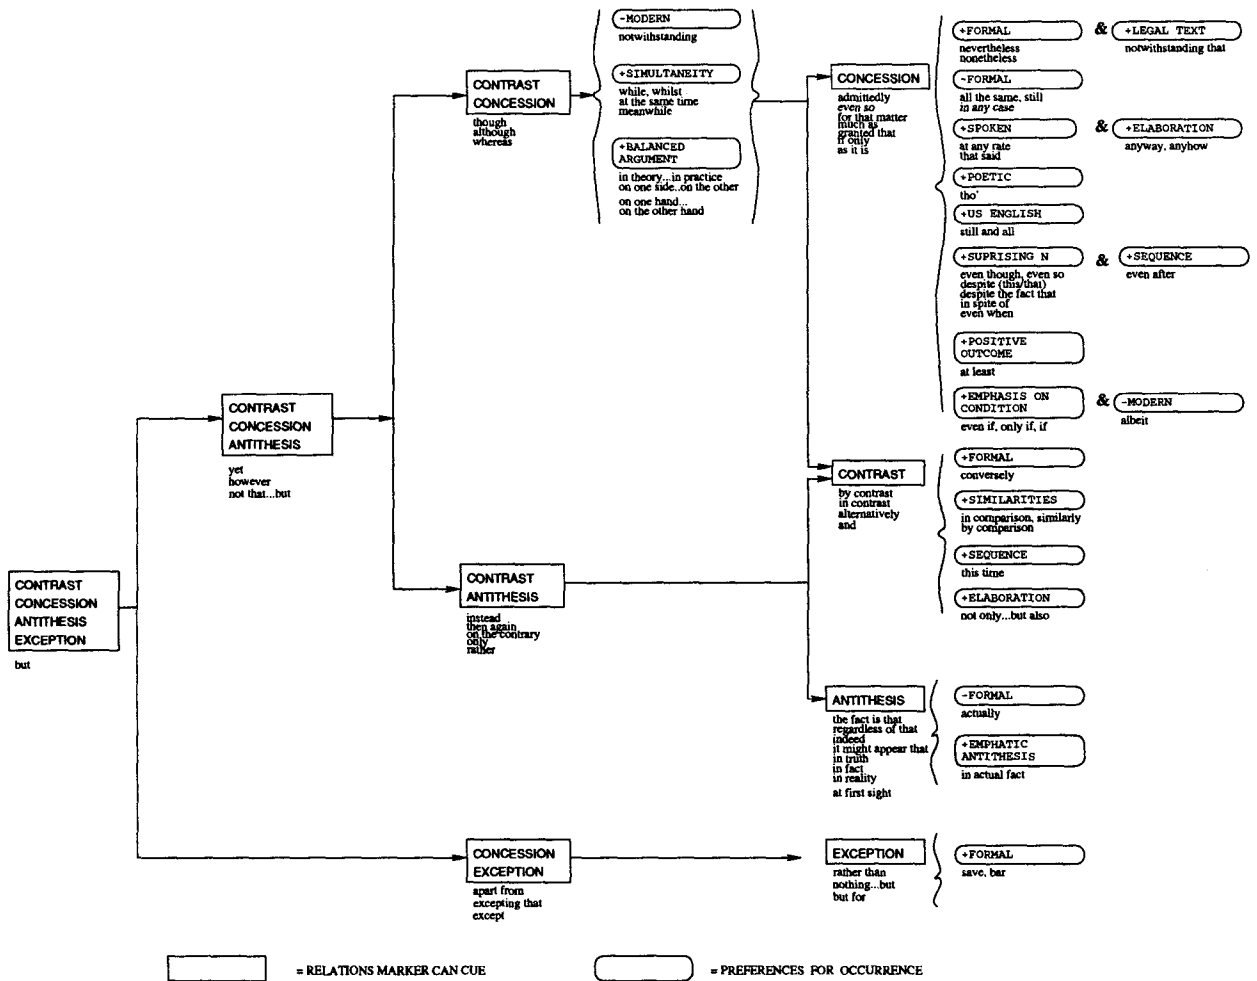 -MODERN
notwithstanding
+SIMULTANEITY
while, whilst
at the same time
meanwhile
+BALANCED
ARGUMENT
in theory...in practice
on one side..on the other
on one hand...
on the other hand
CONTRAST
CONCESSION
though
although
whereas
CONCESSION
admittedly
even so
for that matter
much as
granted that
if only
as it is
+FORMAL
nevertheless
nonetheless
&
+LEGAL TEXT
notwithstanding that
-FORMAL
all the same, still
in any case
+SPOKEN
at any rate
that said
&
+ELABORATION
anyway, anyhow
+POETIC
tho'
+US ENGLISH
still and all
+SUPRISING N
even though, even so
despite (this/that)
despite the fact that
in spite of
even when
&
+SEQUENCE
even after
+POSITIVE
OUTCOME
at least
+EMPHASIS ON
CONDITION
even if, only if, if
&
-MODERN
albeit
CONTRAST
CONCESSION
ANTITHESIS
yet
however
not that...but
CONTRAST
by contrast
in contrast
alternatively
and
+FORMAL
conversely
+SIMILARITIES
in comparison, similarly
by comparison
+SEQUENCE
this time
+ELABORATION
not only...but also
CONTRAST
CONCESSION
ANTITHESIS
EXCEPTION
but
CONTRAST
ANTITHESIS
instead
then again
on the contrary
only
rather
ANTITHESIS
the fact is that
regardless of that
indeed
it might appear that
in truth
in fact
in reality
at first sight
-FORMAL
actually
+EMPHATIC
ANTITHESIS
in actual fact
CONCESSION
EXCEPTION
apart from
excepting that
except
EXCEPTION
rather than
nothing...but
but for
+FORMAL
save, bar
= RELATIONS MARKER CAN CUE
= PREFERENCES FOR OCCURRENCE